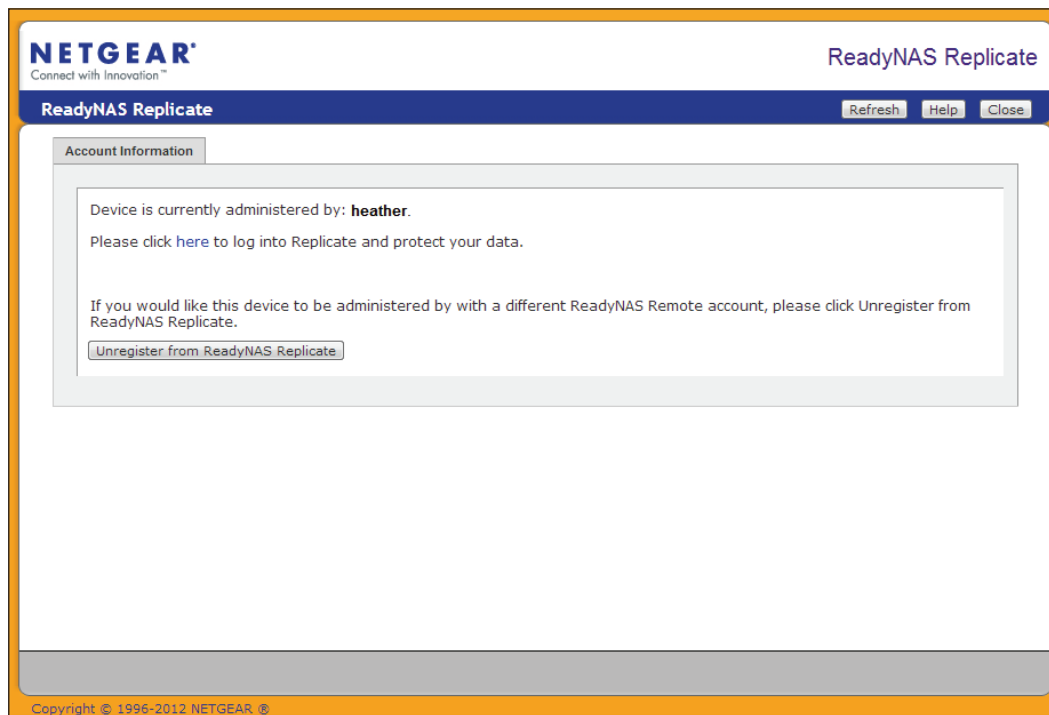 NETGEAR®
Connect with Innovation™
ReadyNAS Replicate
ReadyNAS Replicate
Refresh
Help
Close
Account Information
Device is currently administered by: heather.
Please click here to log into Replicate and protect your data.
If you would like this device to be administered by with a different ReadyNAS Remote account, please click Unregister from
ReadyNAS Replicate.
Unregister from ReadyNAS Replicate
Copyright © 1996-2012 NETGEAR ®